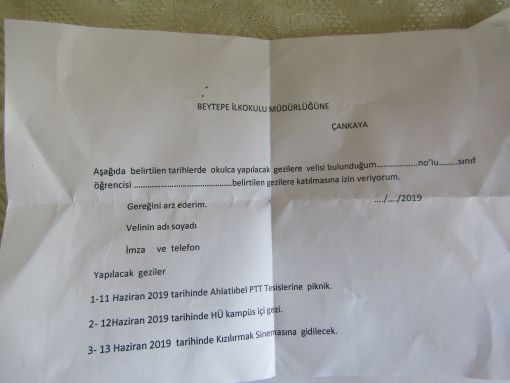 BEYTEPE İLKOKULU MÜDÜRLÜĞÜNE
ÇANKAYA
Aşağıda belirtilen tarihlerde okulca yapılacak gezilere velisi bulunduğum..................no'lu........sınıf
öğrencisi ............................................belirtilen gezilere katılmasına izin veriyorum.
Gereğini arz ederim.
..../..../2019
Velinin adı soyadı
İmza ve telefon
Yapılacak geziler
1-11 Haziran 2019 tarihinde Ahlatlıbel PTT Tesislerine piknik.
2- 12Haziran 2019 tarihinde HÜ kampüs içi gezi.
3- 13 Haziran 2019 tarihinde Kızılırmak Sinemasına gidilecek.